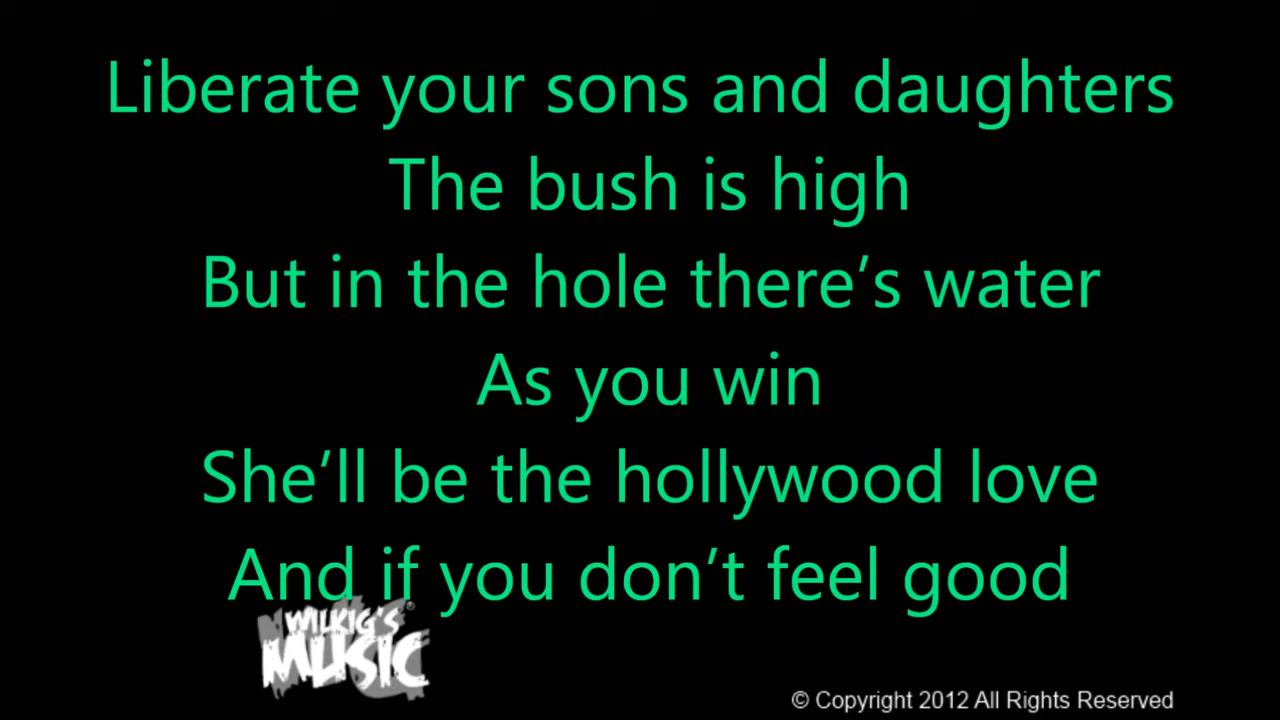 Liberate your sons and daughters
The bush is high
But in the hole there’s water
As you win
She’ll be the hollywood love
And if you don’t feel good
WILKIG'S®
MUSIC
© Copyright 2012 All Rights Reserved